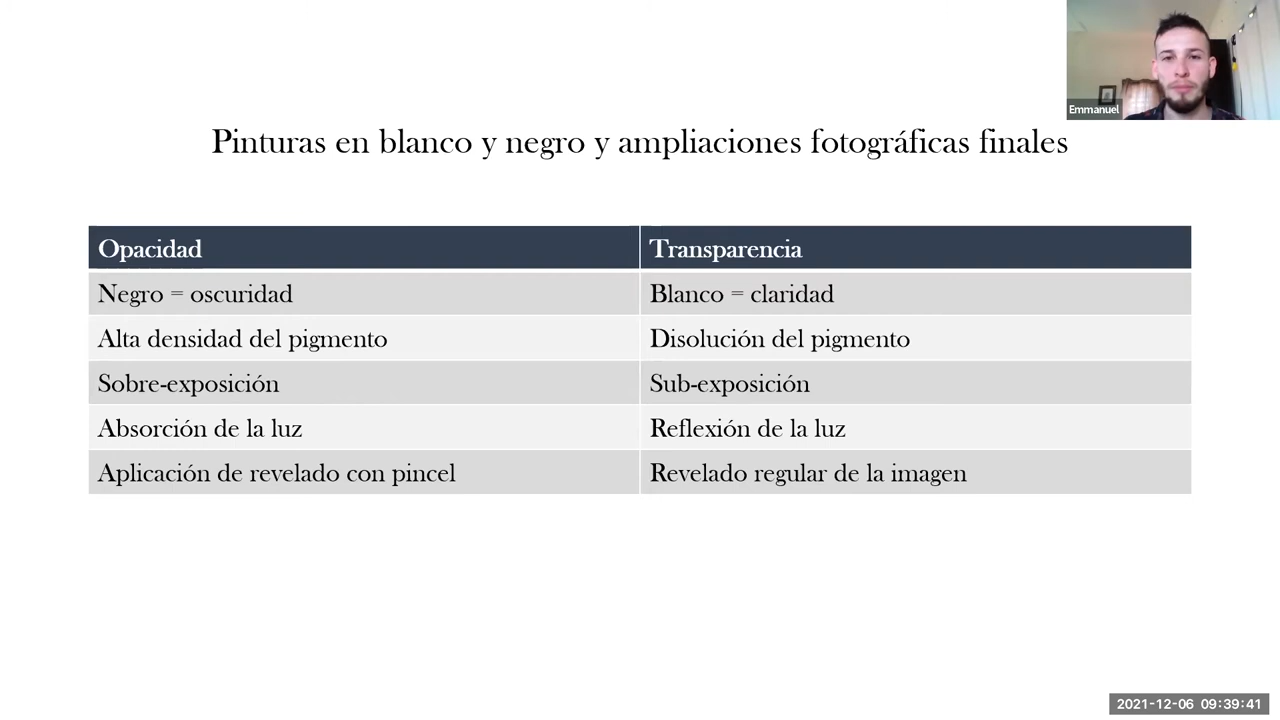 Emmanuel
Pinturas en blanco y negro y ampliaciones fotográficas finales
Opacidad
Transparencia
Negro = oscuridad
Blanco = claridad
Alta densidad del pigmento
Disolución del pigmento
Sobre-exposición
Sub-exposición
Absorción de la luz
Reflexión de la luz
Aplicación de revelado con pincel
Revelado regular de la imagen
2021-12-06 09:39:41